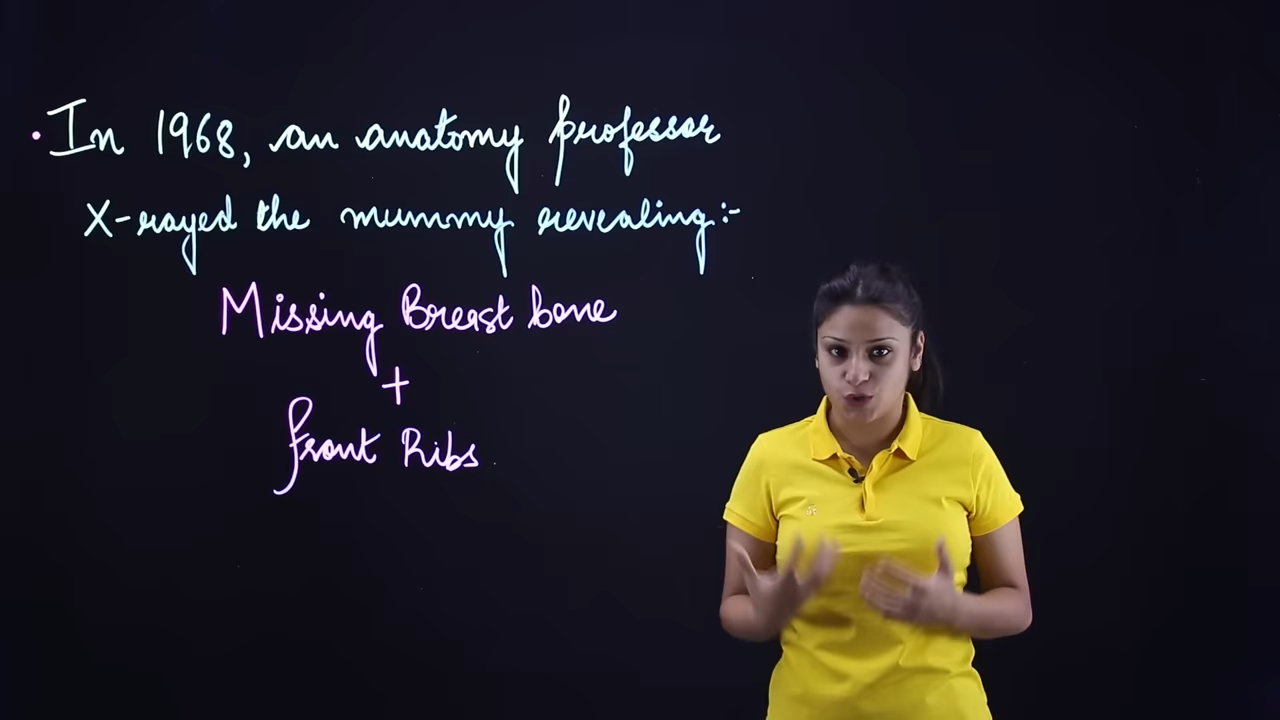 · In 1968, an anatomy professor
X-rayed the mummy revealing:-
Missing Breast bone
+
front Ribs